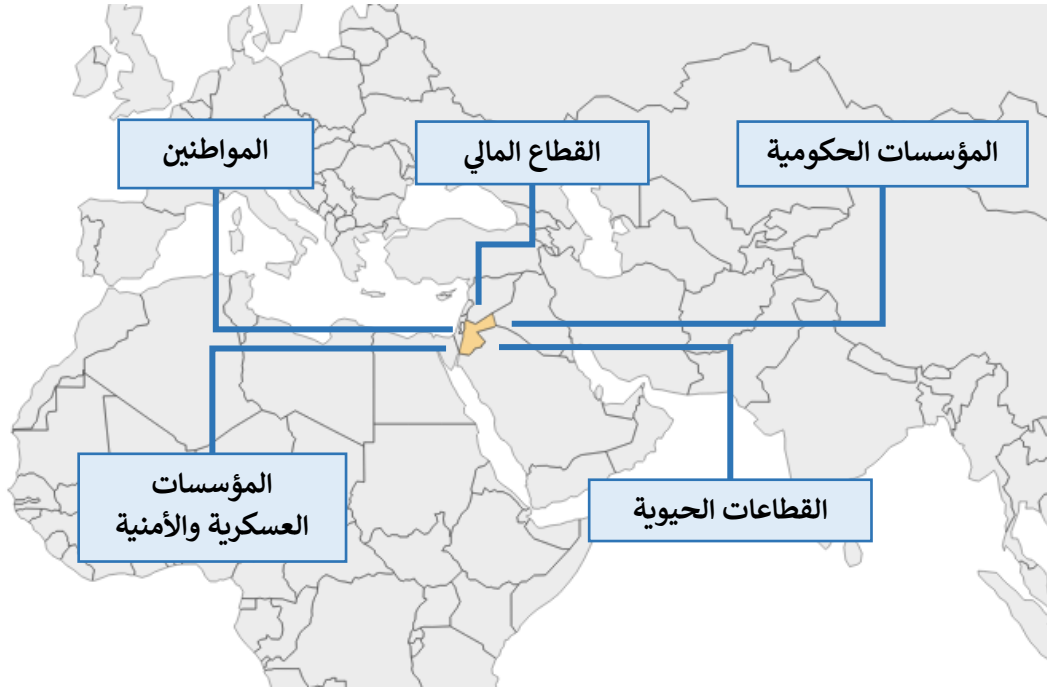 المؤسسات الحكومية
القطاع المالي
المواطنين
المؤسسات
العسكرية والأمنية
القطاعات الحيوية